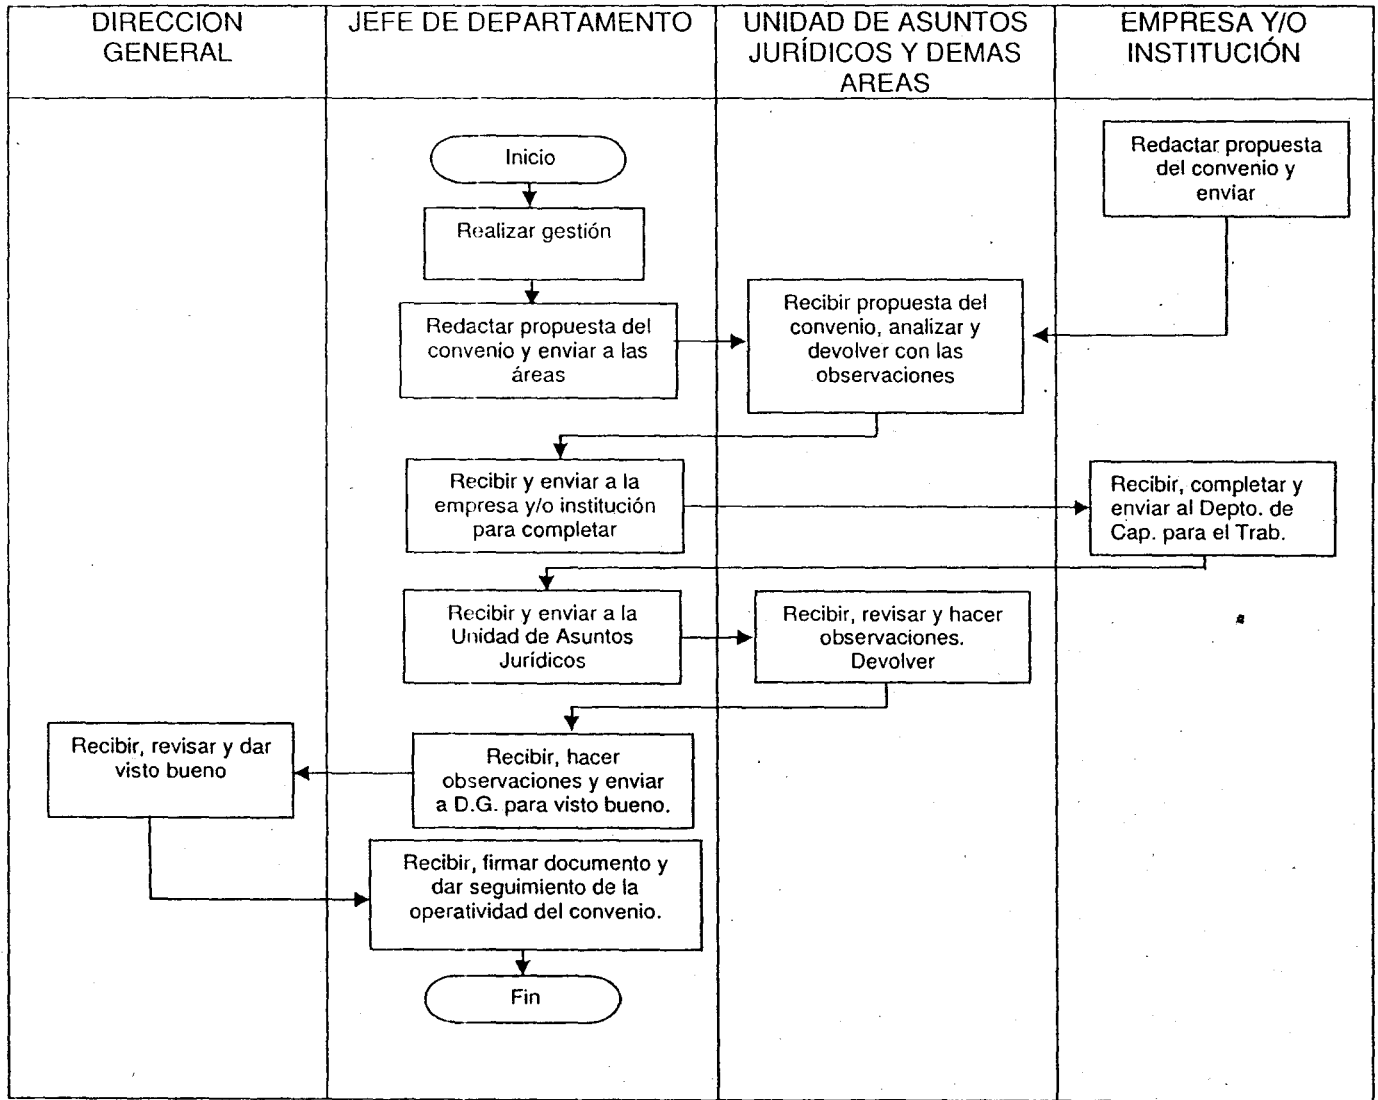 DIRECCION
GENERAL
JEFE DE DEPARTAMENTO
UNIDAD DE ASUNTOS
JURÍDICOS Y DEMAS
AREAS
EMPRESA Y/O
INSTITUCIÓN
Inicio
Redactar propuesta
del convenio y
enviar
Realizar gestión
Redactar propuesta del
convenio y enviar a las
áreas
Recibir propuesta del
convenio, analizar y
devolver con las
observaciones
Recibir y enviar a la
empresa y/o institución
para completar
Recibir, completar y
enviar al Depto. de
Cap. para el Trab.
Recibir y enviar a la
Unidad de Asuntos
Jurídicos
Recibir, revisar y hacer
observaciones.
Devolver
Recibir, revisar y dar
visto bueno
Recibir, hacer
observaciones y enviar
a D.G. para visto bueno.
Recibir, firmar documento y
dar seguimiento de la
operatividad del convenio.
Fin